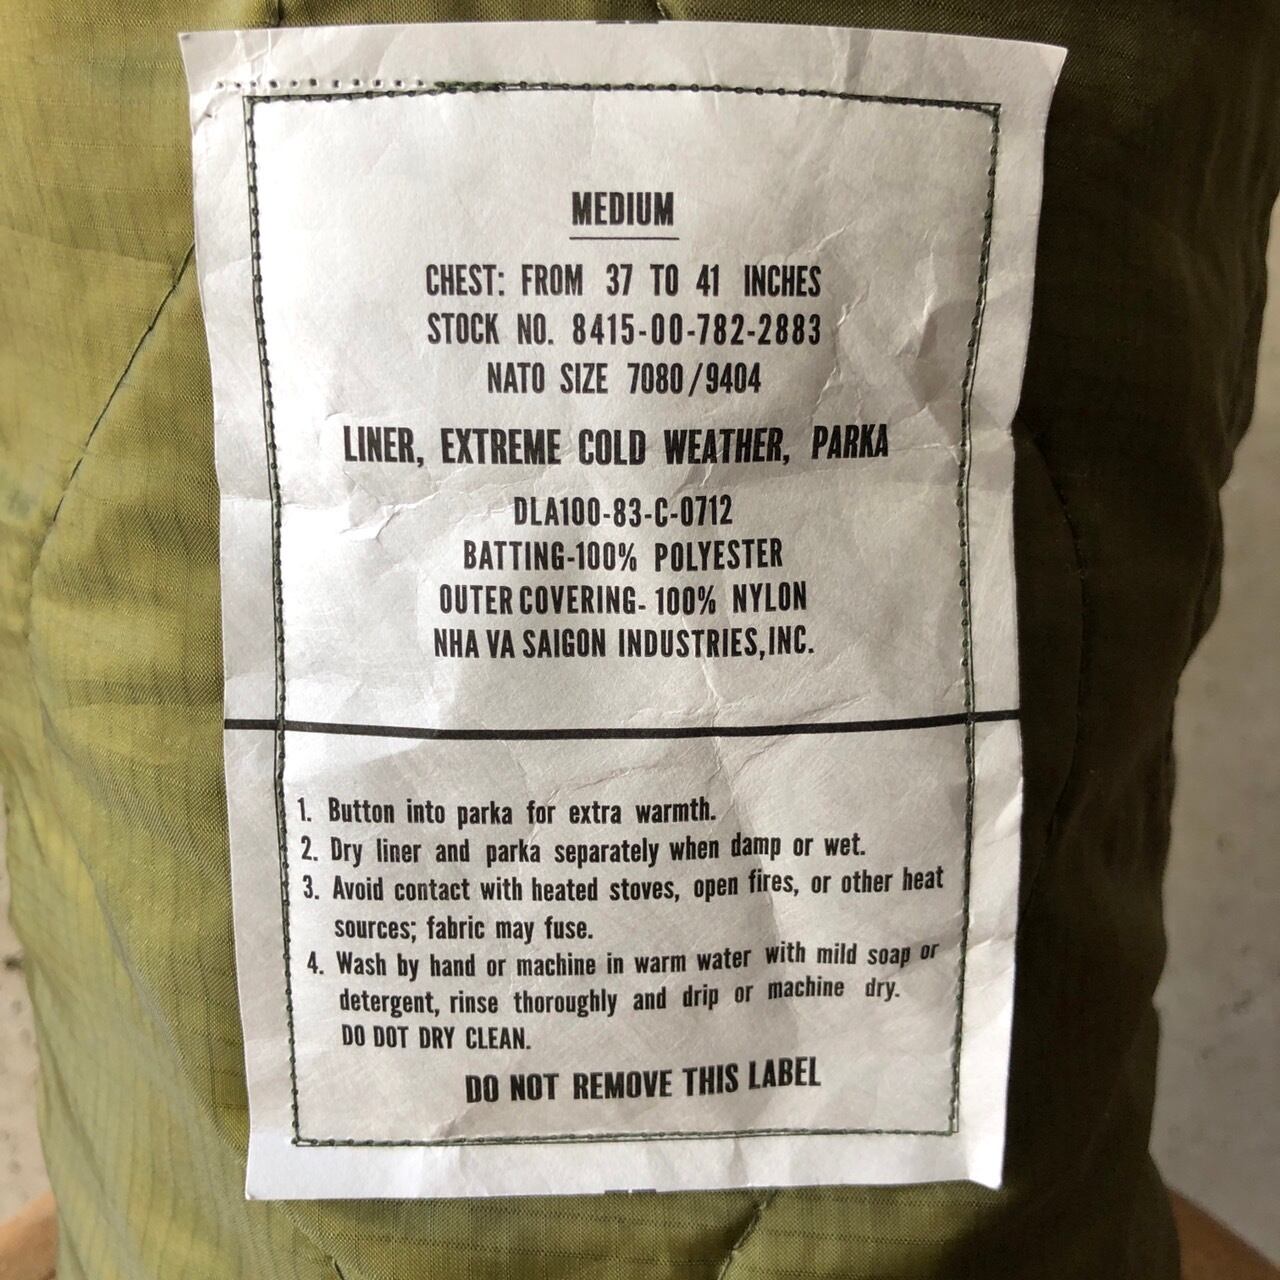 MEDIUM
CHEST: FROM 37 TO 41 INCHES
STOCK NO. 8415-00-782-2883
NATO SIZE 7080/9404
LINER, EXTREME COLD WEATHER, PARKA
DLA100-83-C-0712
BATTING-100% POLYESTER
OUTER COVERING- 100% NYLON
NHA VA SAIGON INDUSTRIES,INC.
1. Button into parka for extra warmth.
2. Dry liner and parka separately when damp or wet.
3. Avoid contact with heated stoves, open fires, or other heat
sources; fabric may fuse.
4. Wash by hand or machine in warm water with mild soap or
detergent, rinse thoroughly and drip or machine dry.
DO DOT DRY CLEAN.
DO NOT REMOVE THIS LABEL